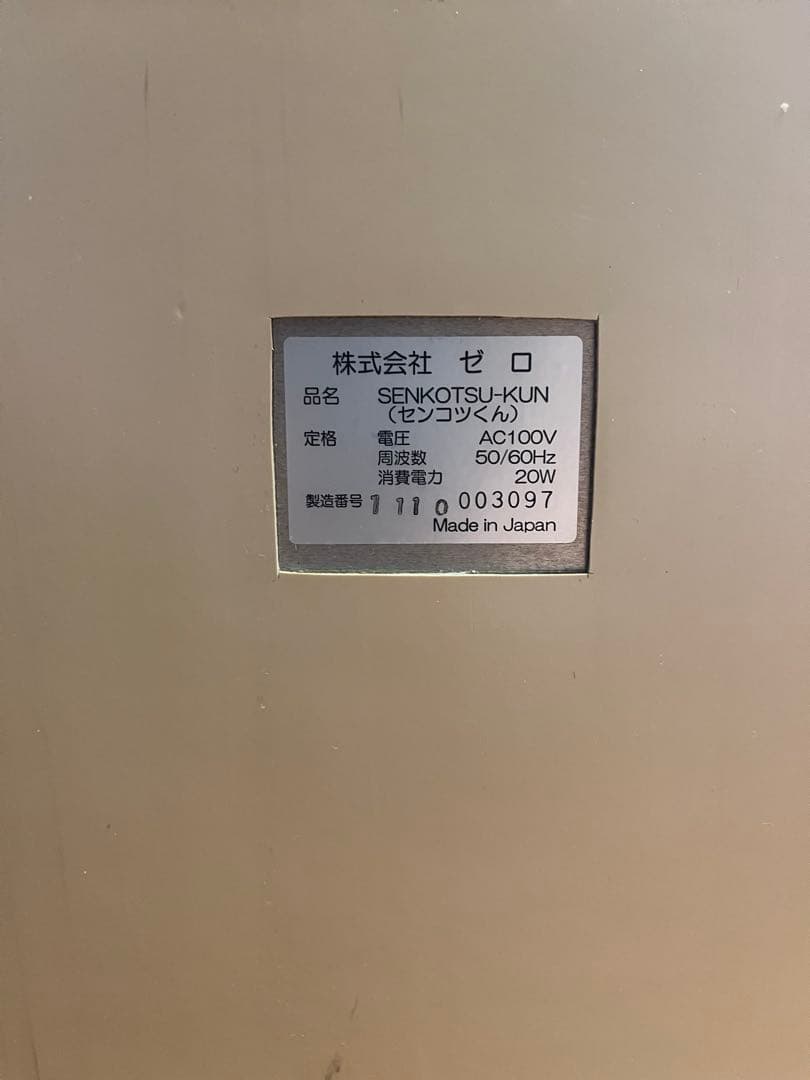 株式会社 ゼロ
品名 SENKOTSU-KUN
（センコツくん）
定格 電圧 AC100V
周波数 50/60Hz
消費電力 20W
製造番号 1110 003097
Made in Japan